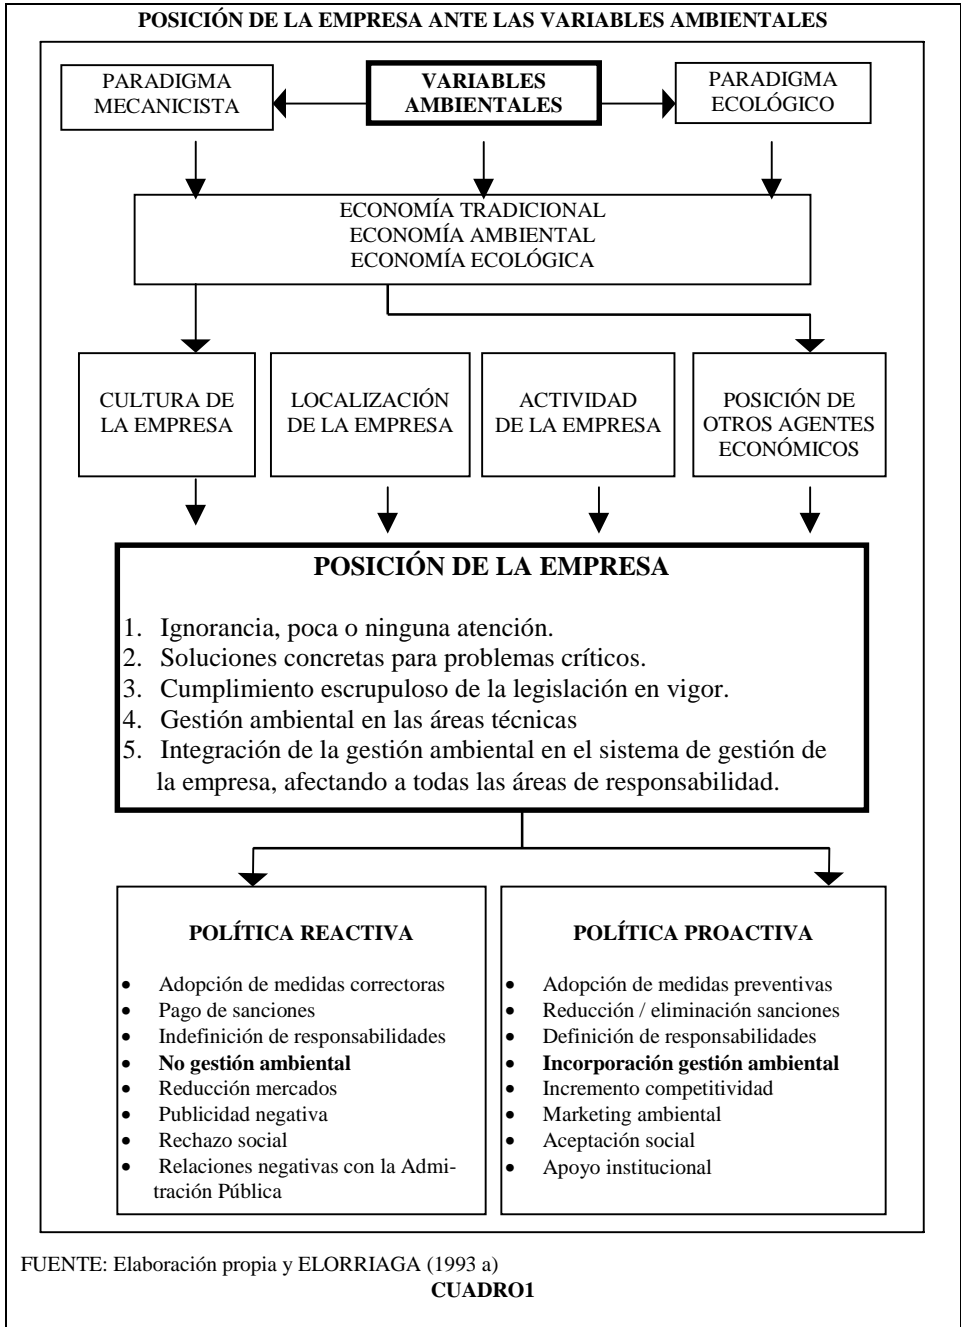 POSICIÓN DE LA EMPRESA ANTE LAS VARIABLES AMBIENTALES
PARADIGMA
MECANICISTA
VARIABLES
AMBIENTALES
PARADIGMA
ECOLÓGICO
ECONOMÍA TRADICIONAL
ECONOMÍA AMBIENTAL
ECONOMÍA ECOLÓGICA
CULTURA DE
LA EMPRESA
LOCALIZACIÓN
DE LA EMPRESA
ACTIVIDAD
DE LA EMPRESA
POSICIÓN DE
OTROS AGENTES
ECONÓMICOS
POSICIÓN DE LA EMPRESA
1. Ignorancia, poca o ninguna atención.
2. Soluciones concretas para problemas críticos.
3. Cumplimiento escrupuloso de la legislación en vigor.
4. Gestión ambiental en las áreas técnicas
5. Integración de la gestión ambiental en el sistema de gestión de
la empresa, afectando a todas las áreas de responsabilidad.
POLÍTICA REACTIVA
• Adopción de medidas correctoras
• Pago de sanciones
• Indefinición de responsabilidades
• No gestión ambiental
• Reducción mercados
• Publicidad negativa
• Rechazo social
• Relaciones negativas con la Admi-
tración Pública
POLÍTICA PROACTIVA
• Adopción de medidas preventivas
• Reducción / eliminación sanciones
• Definición de responsabilidades
• Incorporación gestión ambiental
• Incremento competitividad
• Marketing ambiental
• Aceptación social
• Apoyo institucional
FUENTE: Elaboración propia y ELORRIAGA (1993 a)
CUADRO1